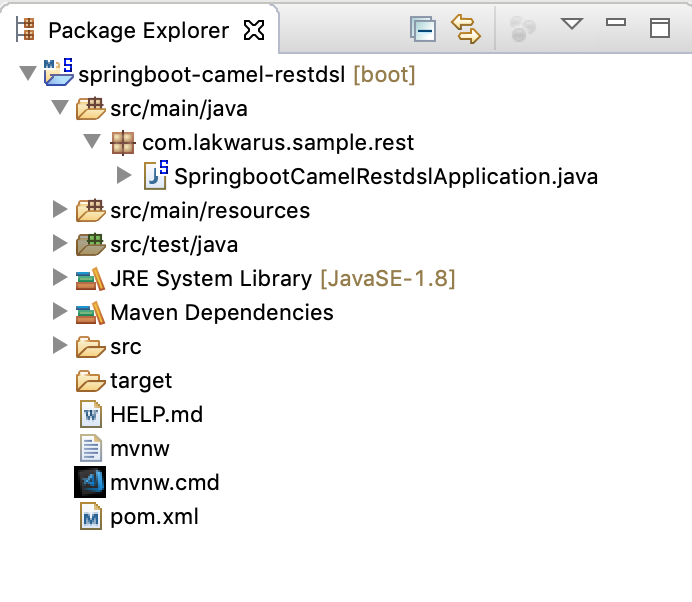 Package Explorer
springboot-camel-restdsl [boot]
src/main/java
com.lakwarus.sample.rest
SpringbootCamelRestdslApplication.java
src/main/resources
src/test/java
JRE System Library [JavaSE-1.8]
Maven Dependencies
src
target
HELP.md
mvnw
mvnw.cmd
pom.xml